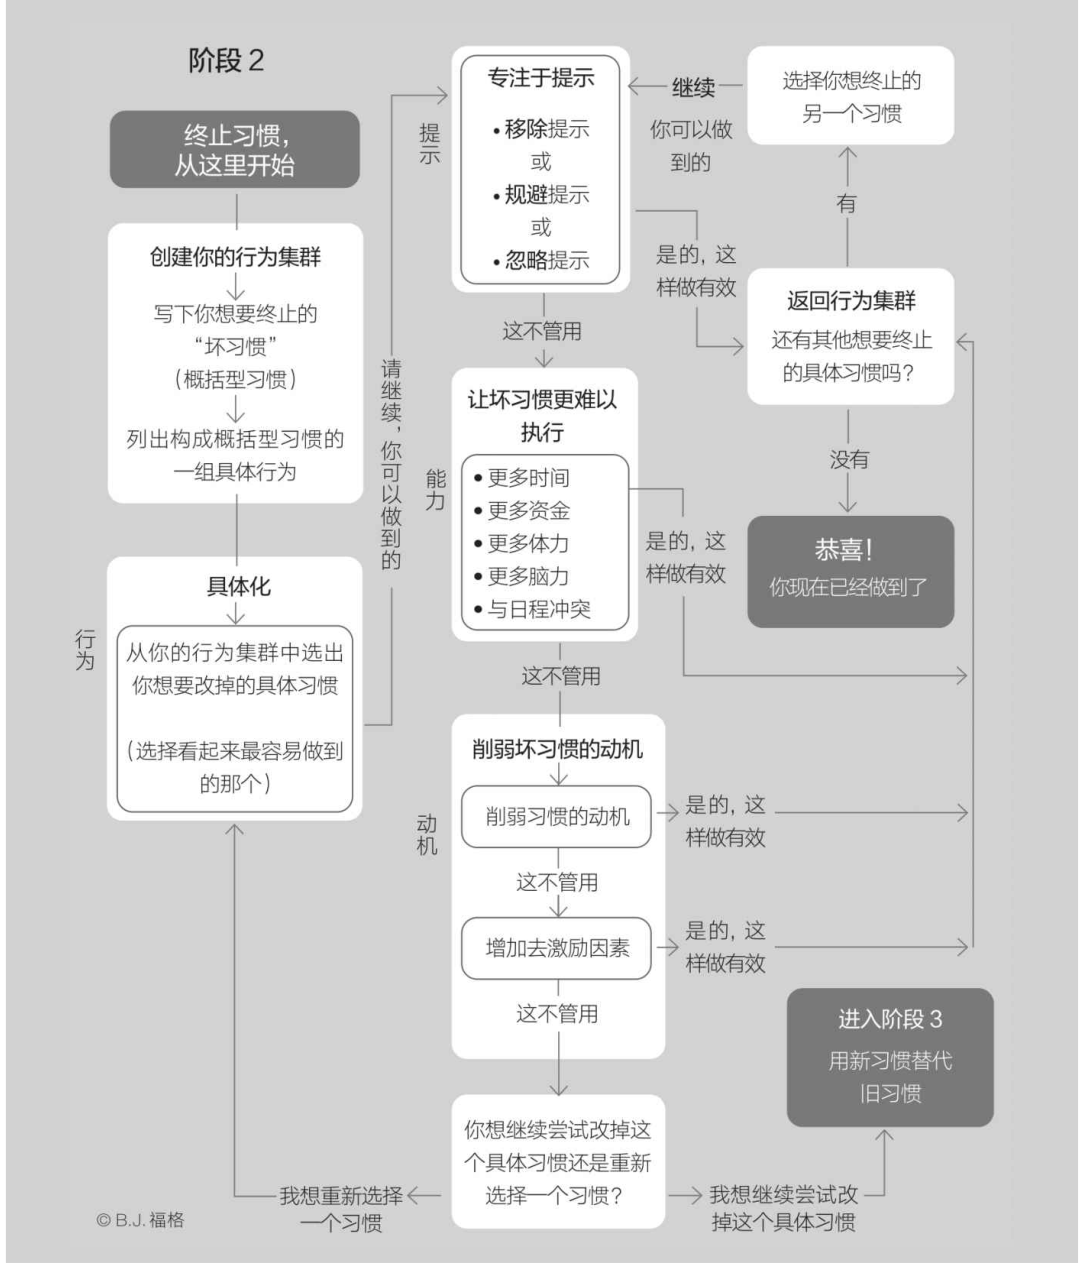 阶段 2
终止习惯，
从这里开始
创建你的行为集群
写下你想要终止的
“坏习惯”
（概括型习惯）
列出构成概括型习惯的
一组具体行为
行为
具体化
从你的行为集群中选出
你想要改掉的具体习惯
（选择看起来最容易做到
的那个）
请继续，你可以做到的
提示
专注于提示
• 移除提示
或
• 规避提示
或
• 忽略提示
继续
你可以做
到的
选择你想终止的
另一个习惯
有
是的，这
样做有效
返回行为集群
还有其他想要终止
的具体习惯吗？
没有
恭喜！
你现在已经做到了
这不管用
能力
让坏习惯更难以
执行
• 更多时间
• 更多资金
• 更多体力
• 更多脑力
• 与日程冲突
是的，这
样做有效
这不管用
动机
削弱坏习惯的动机
削弱习惯的动机
是的，这
样做有效
这不管用
增加去激励因素
是的，这
样做有效
这不管用
你想继续尝试改掉这
个具体习惯还是重新
选择一个习惯？
我想重新选择
一个习惯
我想继续尝试改
掉这个具体习惯
进入阶段 3
用新习惯替代
旧习惯
© B.J. 福格